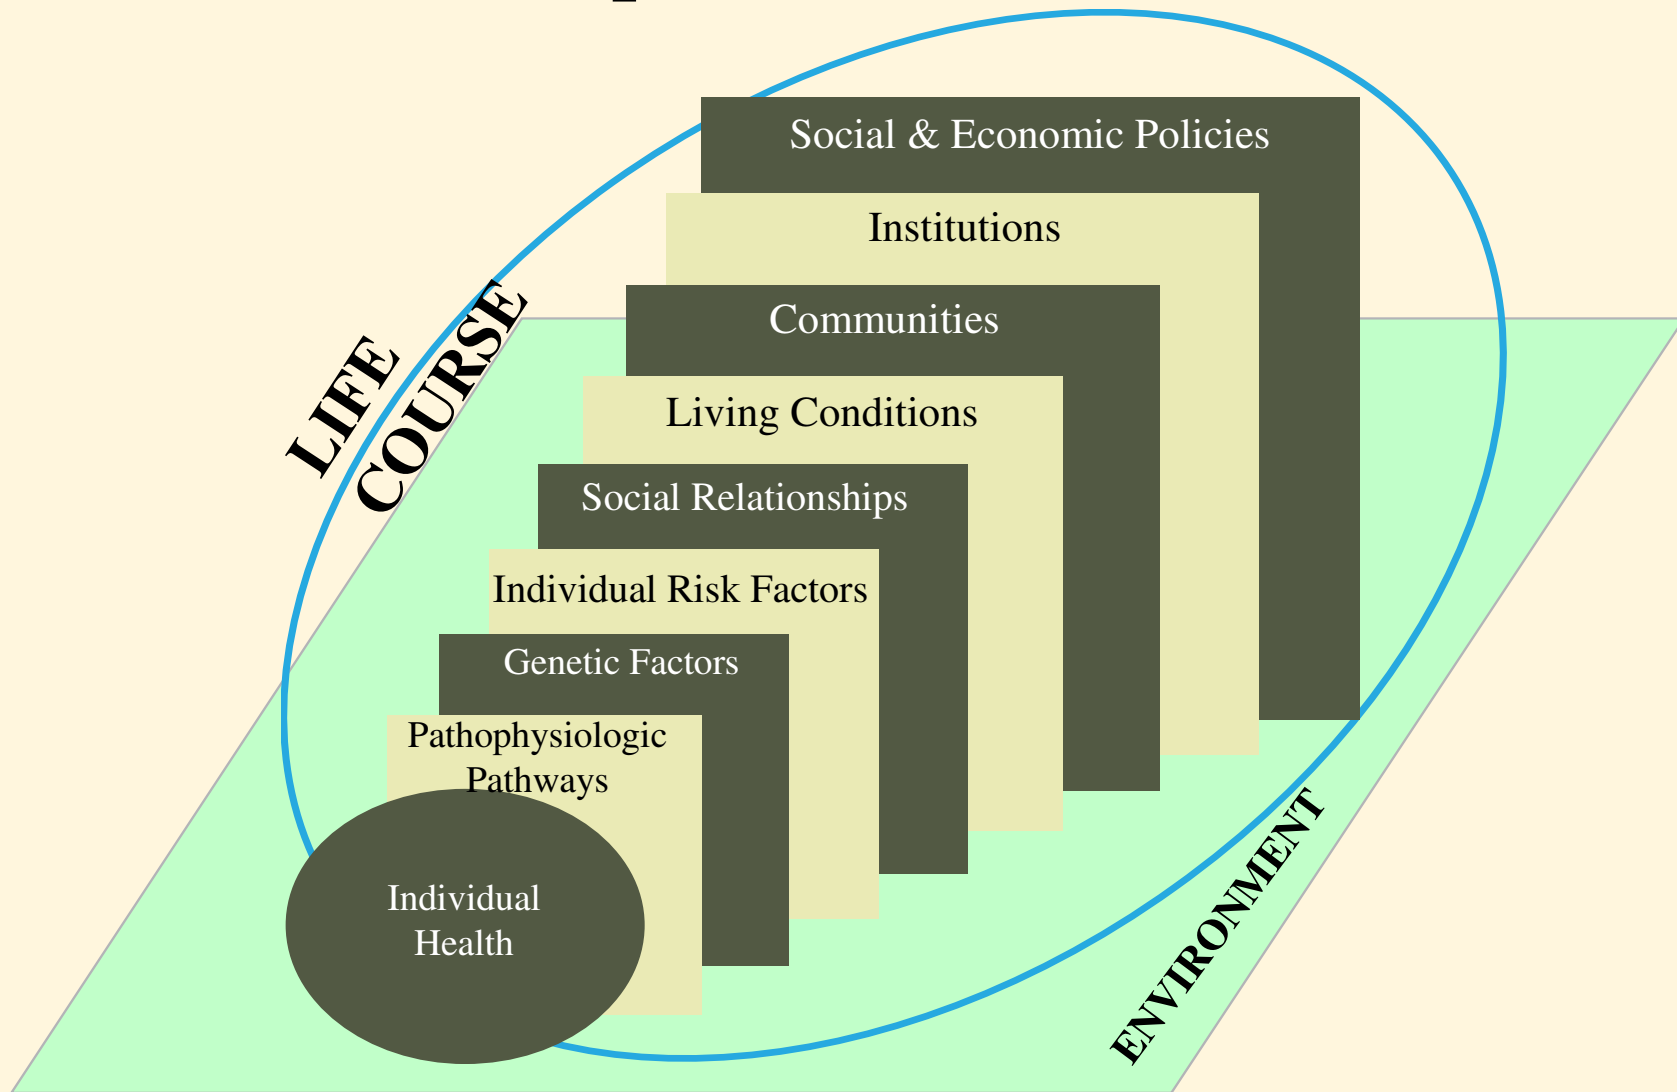 Social & Economic Policies
Institutions
Communities
Living Conditions
Social Relationships
Individual Risk Factors
Genetic Factors
Pathophysiologic
Pathways
Individual
Health
LIFE
COURSE
ENVIRONMENT